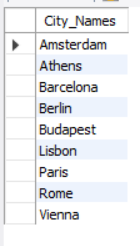 City_Names
Amsterdam
Athens
Barcelona
Berlin
Budapest
Lisbon
Paris
Rome
Vienna